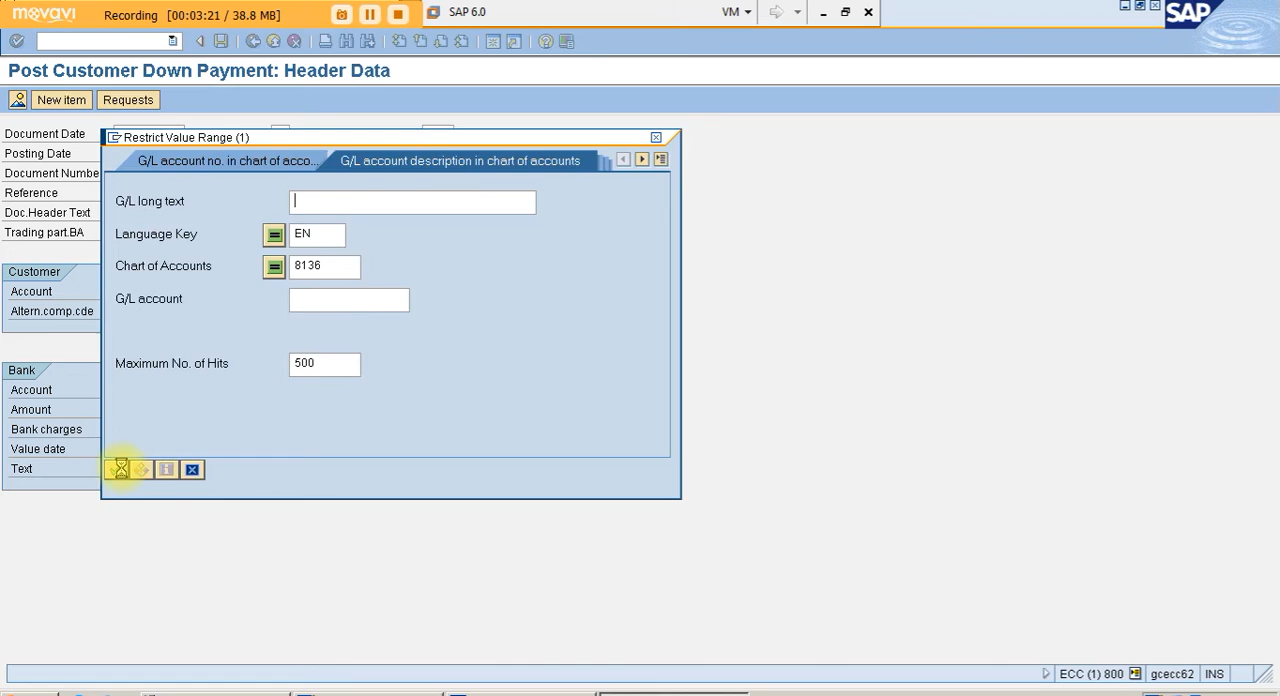 movavi Recording [00:03:21 / 38.8 MB] SAP 6.0 VM
SAP
Post Customer Down Payment: Header Data
New item Requests
Document Date
Posting Date
Document Numbe
Reference
Doc.Header Text
Trading part.BA
Customer
Account
Altern.comp.cde
Bank
Account
Amount
Bank charges
Value date
Text
Restrict Value Range (1)
G/L account no. in chart of acco... G/L account description in chart of accounts
G/L long text
Language Key EN
Chart of Accounts 8136
G/L account
Maximum No. of Hits 500
ECC (1) 800 gcecc62 INS